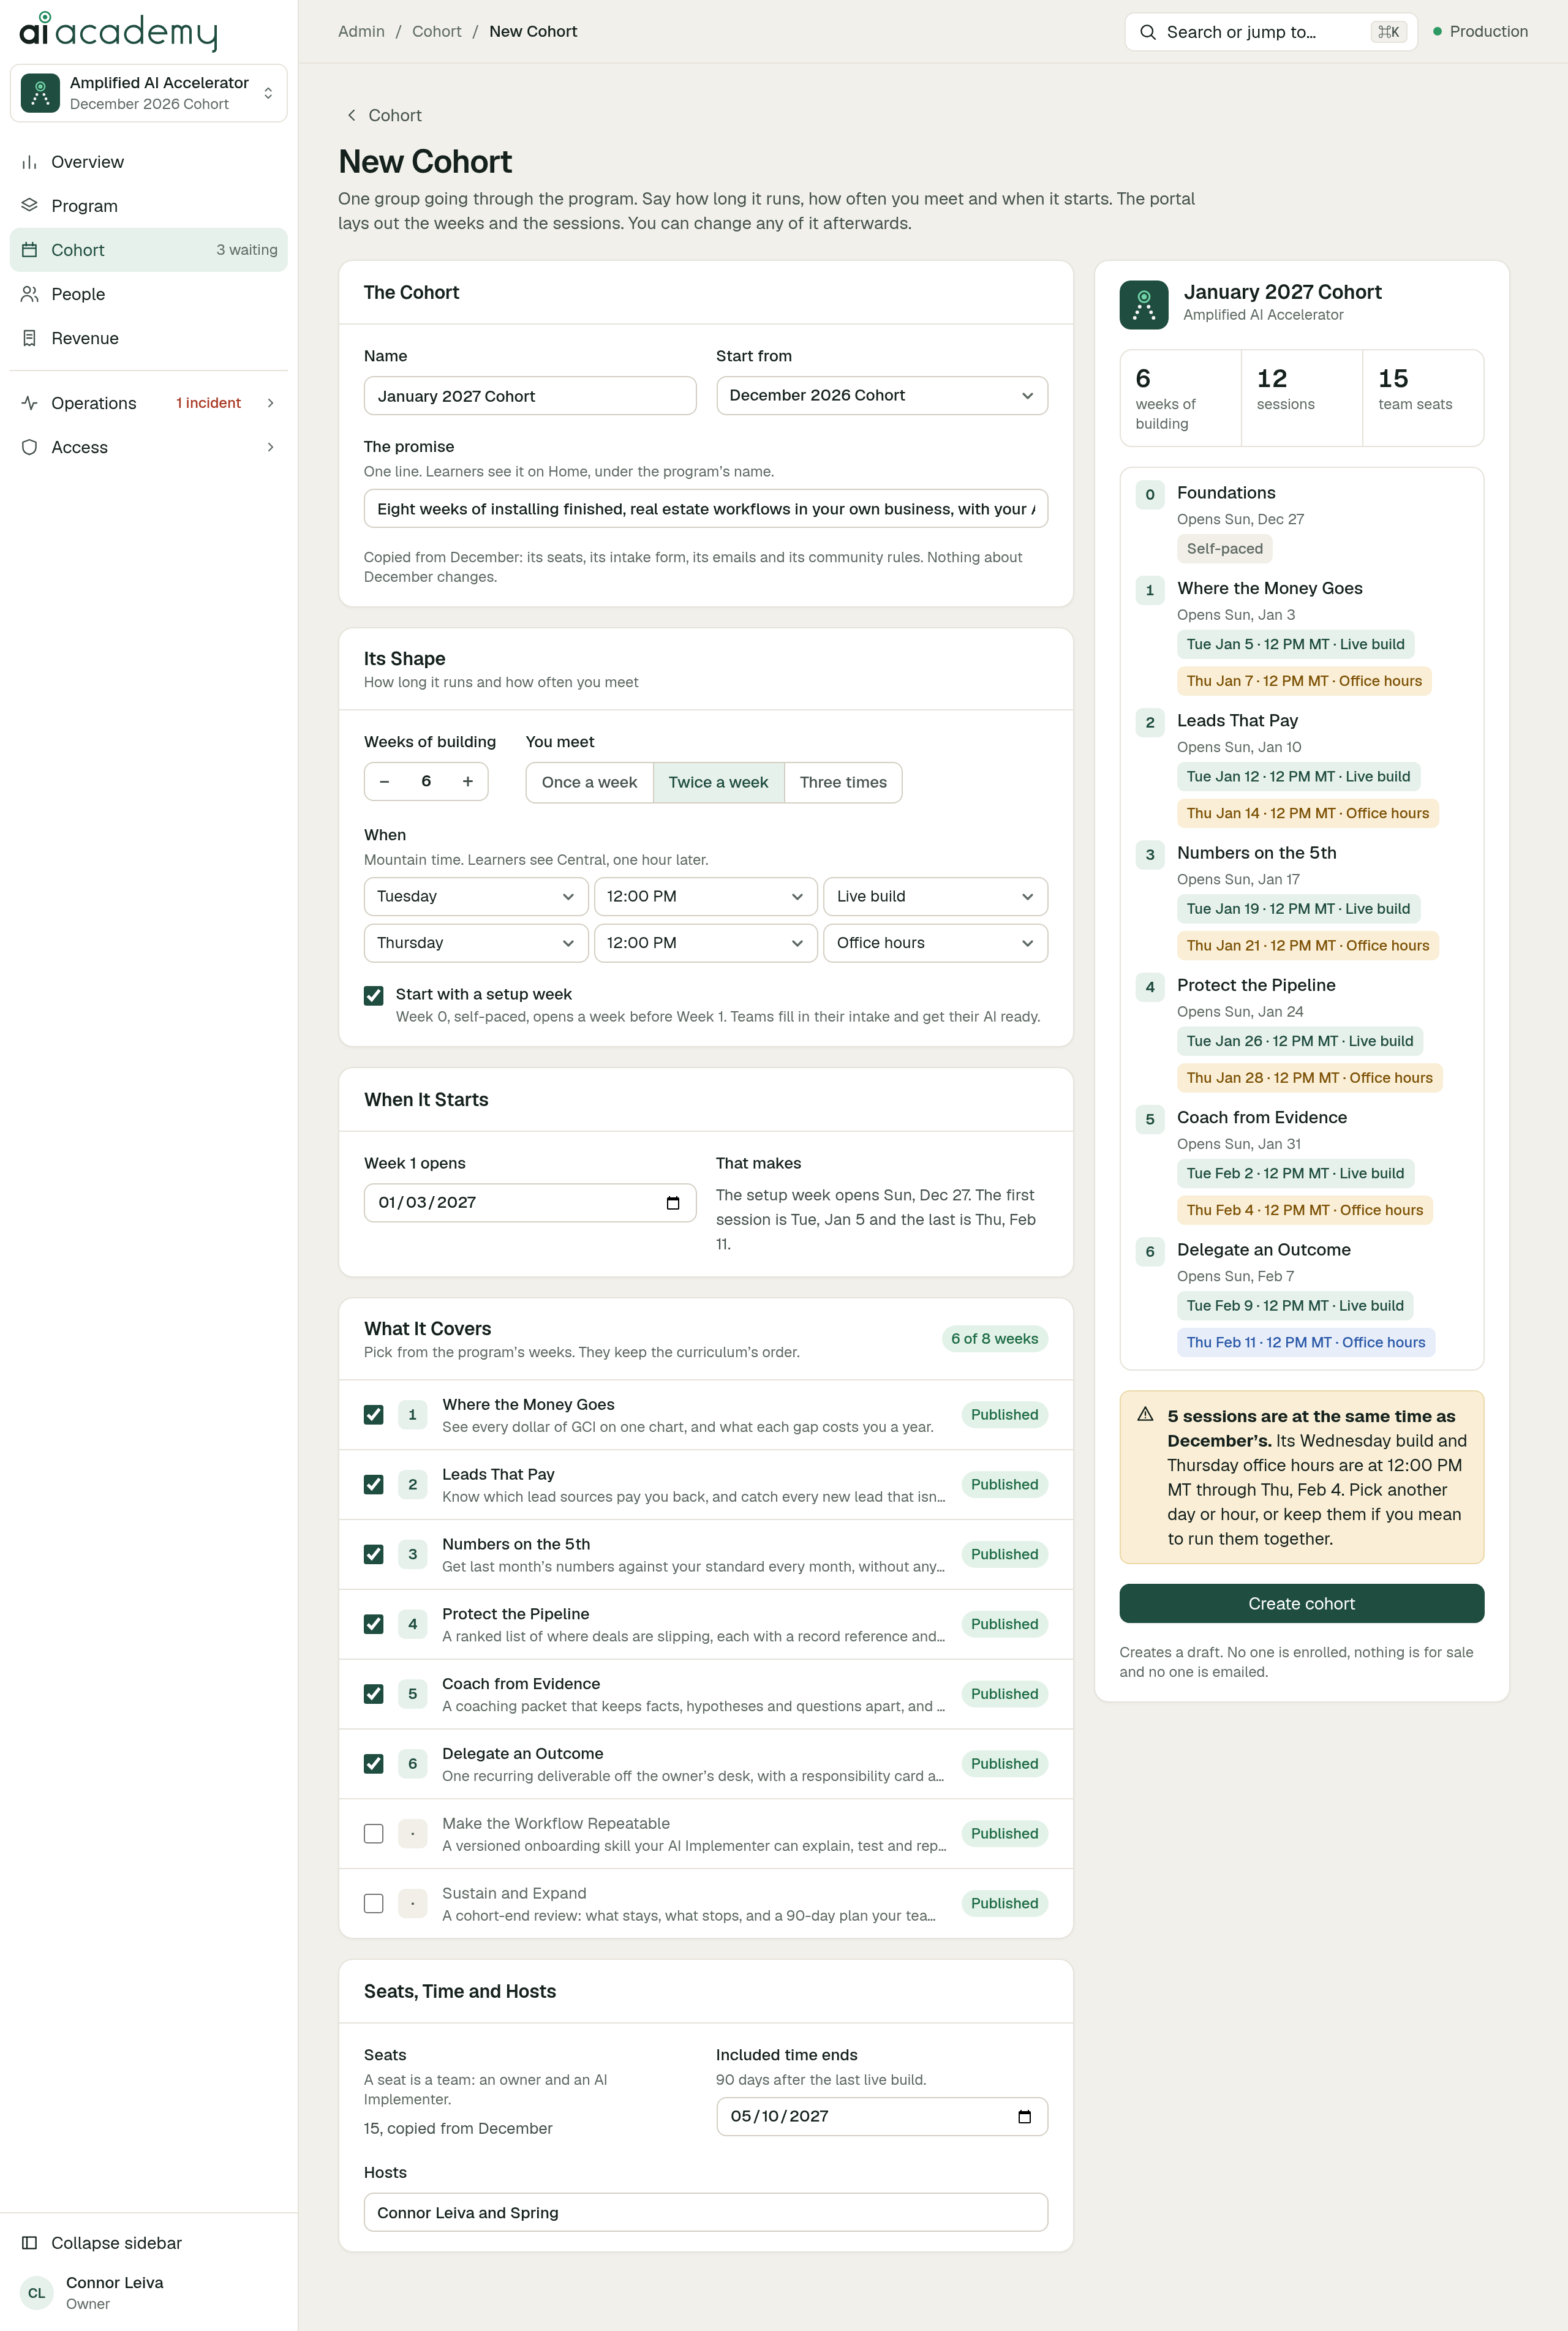 ai academy
Amplified AI Accelerator
December 2026 Cohort
Overview
Program
Cohort
3 waiting
People
Revenue
Operations
1 incident
Access
Collapse sidebar
CL
Connor Leiva
Owner
Admin / Cohort / New Cohort
Search or jump to...
⌘K
Production
Cohort
New Cohort
One group going through the program. Say how long it runs, how often you meet and when it starts. The portal
lays out the weeks and the sessions. You can change any of it afterwards.
The Cohort
Name
Start from
January 2027 Cohort
December 2026 Cohort
The promise
One line. Learners see it on Home, under the program's name.
Eight weeks of installing finished, real estate workflows in your own business, with your
Copied from December: its seats, its intake form, its emails and its community rules. Nothing about
December changes.
Its Shape
How long it runs and how often you meet
Weeks of building
You meet
− 6 +
Once a week
Twice a week
Three times
When
Mountain time. Learners see Central, one hour later.
Tuesday
12:00 PM
Live build
Thursday
12:00 PM
Office hours
Start with a setup week
Week 0, self-paced, opens a week before Week 1. Teams fill in their intake and get their AI ready.
When It Starts
Week 1 opens
That makes
01/03/2027
The setup week opens Sun, Dec 27. The first
session is Tue, Jan 5 and the last is Thu, Feb
11.
What It Covers
Pick from the program's weeks. They keep the curriculum's order.
6 of 8 weeks
1
Where the Money Goes
See every dollar of GCI on one chart, and what each gap costs you a year.
Published
2
Leads That Pay
Know which lead sources pay you back, and catch every new lead that isn...
Published
3
Numbers on the 5th
Get last month's numbers against your standard every month, without any...
Published
4
Protect the Pipeline
A ranked list of where deals are slipping, each with a record reference and...
Published
5
Coach from Evidence
A coaching packet that keeps facts, hypotheses and questions apart, and ...
Published
6
Delegate an Outcome
One recurring deliverable off the owner's desk, with a responsibility card a...
Published
·
Make the Workflow Repeatable
A versioned onboarding skill your AI Implementer can explain, test and rep...
Published
·
Sustain and Expand
A cohort-end review: what stays, what stops, and a 90-day plan your tea...
Published
Seats, Time and Hosts
Seats
A seat is a team: an owner and an AI
Implementer.
15, copied from December
Included time ends
90 days after the last live build.
05/10/2027
Hosts
Connor Leiva and Spring
January 2027 Cohort
Amplified AI Accelerator
6
weeks of
building
12
sessions
15
team seats
0
Foundations
Opens Sun, Dec 27
Self-paced
1
Where the Money Goes
Opens Sun, Jan 3
Tue Jan 5 · 12 PM MT · Live build
Thu Jan 7 · 12 PM MT · Office hours
2
Leads That Pay
Opens Sun, Jan 10
Tue Jan 12 · 12 PM MT · Live build
Thu Jan 14 · 12 PM MT · Office hours
3
Numbers on the 5th
Opens Sun, Jan 17
Tue Jan 19 · 12 PM MT · Live build
Thu Jan 21 · 12 PM MT · Office hours
4
Protect the Pipeline
Opens Sun, Jan 24
Tue Jan 26 · 12 PM MT · Live build
Thu Jan 28 · 12 PM MT · Office hours
5
Coach from Evidence
Opens Sun, Jan 31
Tue Feb 2 · 12 PM MT · Live build
Thu Feb 4 · 12 PM MT · Office hours
6
Delegate an Outcome
Opens Sun, Feb 7
Tue Feb 9 · 12 PM MT · Live build
Thu Feb 11 · 12 PM MT · Office hours
5 sessions are at the same time as
December's. Its Wednesday build and
Thursday office hours are at 12:00 PM
MT through Thu, Feb 4. Pick another
day or hour, or keep them if you mean
to run them together.
Create cohort
Creates a draft. No one is enrolled, nothing is for sale
and no one is emailed.